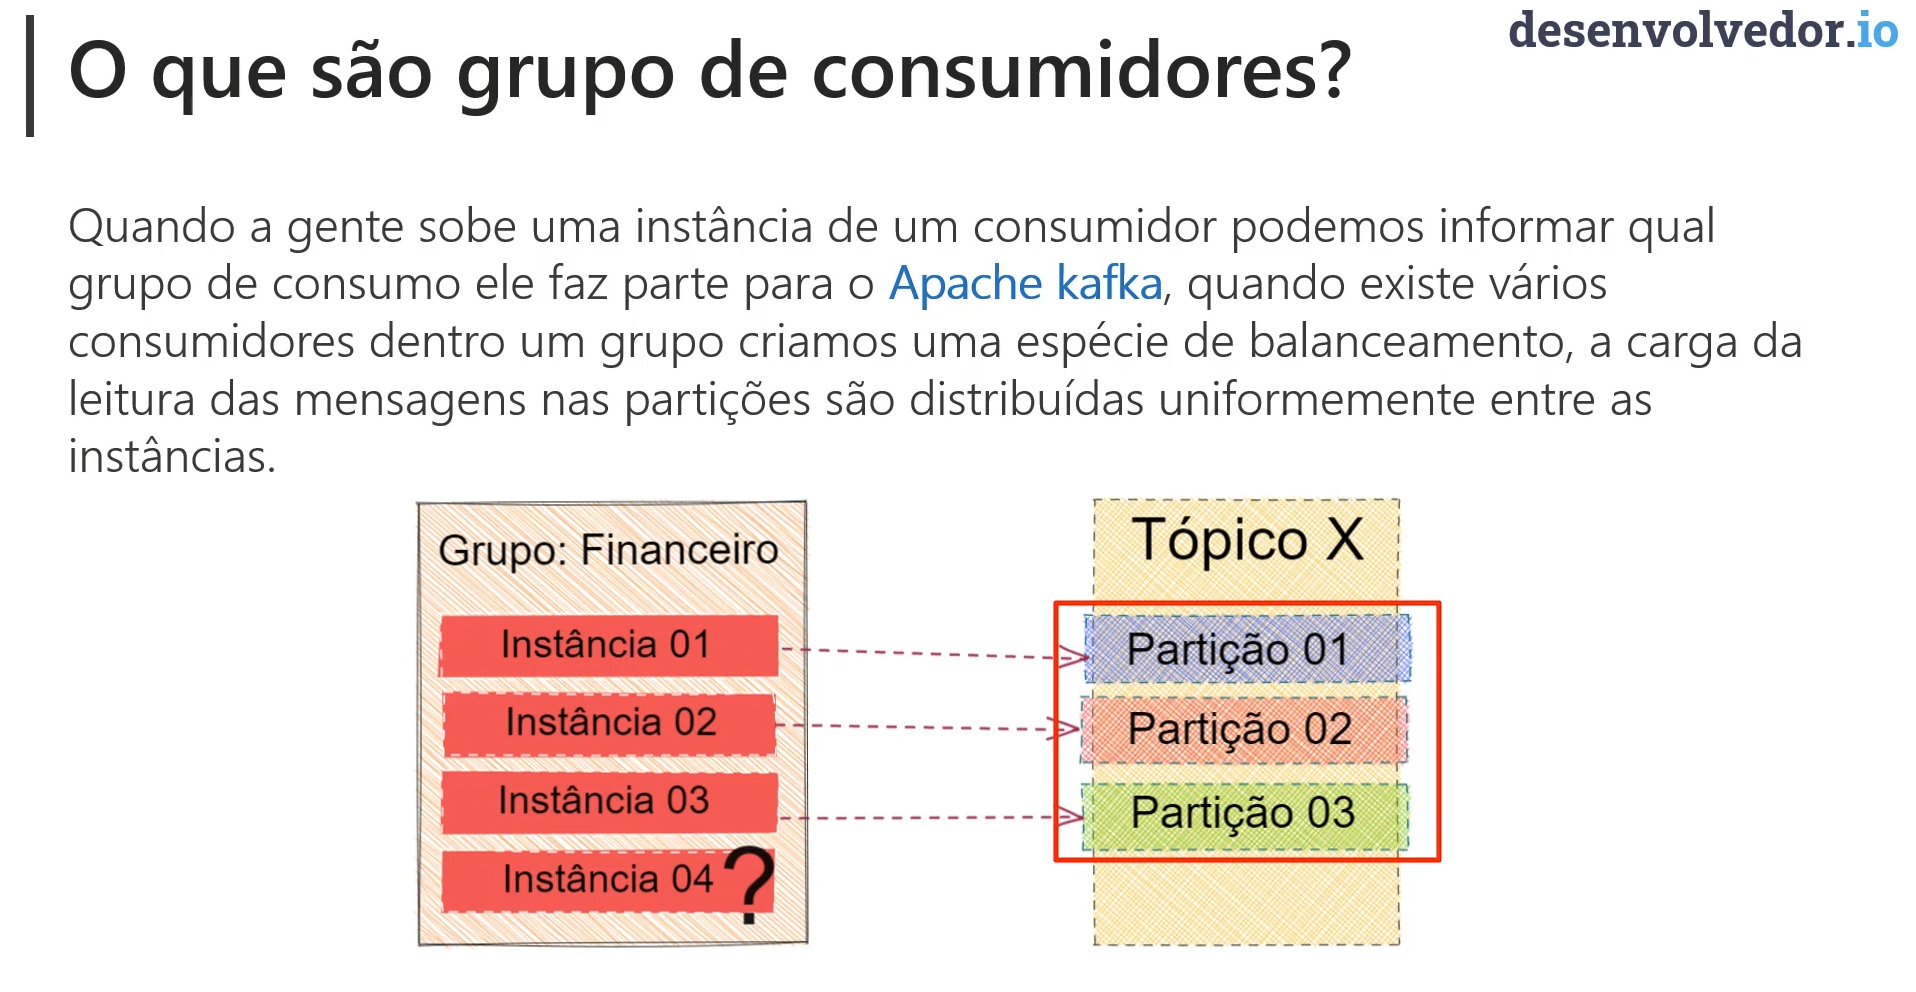 desenvolvedor.io
O que são grupo de consumidores?
Quando a gente sobe uma instância de um consumidor podemos informar qual
grupo de consumo ele faz parte para o Apache kafka, quando existe vários
consumidores dentro um grupo criamos uma espécie de balanceamento, a carga da
leitura das mensagens nas partições são distribuídas uniformemente entre as
instâncias.
Grupo: Financeiro
Instância 01
Instância 02
Instância 03
Instância 04 ?
Tópico X
Partição 01
Partição 02
Partição 03